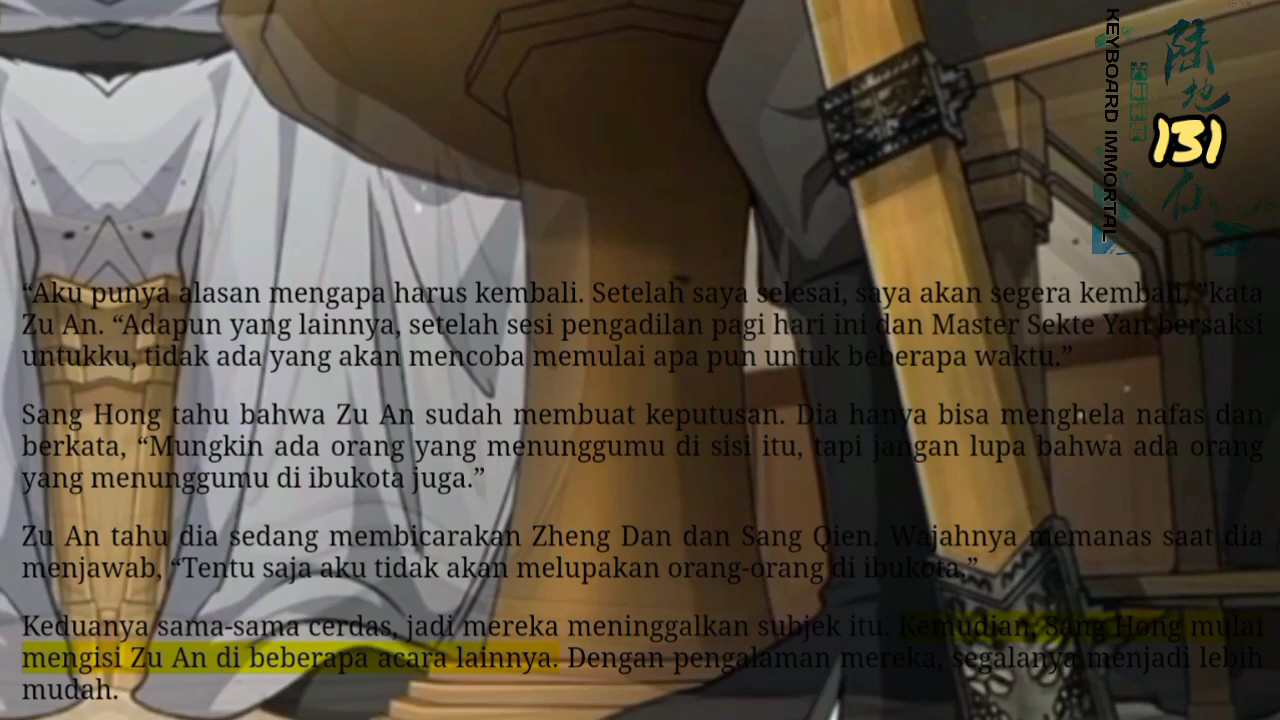 KEYBOARD IMMORTAL
陆地
131
仙
“Aku punya alasan mengapa harus kembali. Setelah saya selesai, saya akan segera kembali, ”kata
Zu An. “Adapun yang lainnya, setelah sesi pengadilan pagi hari ini dan Master Sekte Yan bersaksi
untukku, tidak ada yang akan mencoba memulai apa pun untuk beberapa waktu.”
Sang Hong tahu bahwa Zu An sudah membuat keputusan. Dia hanya bisa menghela nafas dan
berkata, “Mungkin ada orang yang menunggumu di sisi itu, tapi jangan lupa bahwa ada orang
yang menunggumu di ibukota juga.”
Zu An tahu dia sedang membicarakan Zheng Dan dan Sang Qien. Wajahnya memanas saat dia
menjawab, “Tentu saja aku tidak akan melupakan orang-orang di ibukota.”
Keduanya sama-sama cerdas, jadi mereka meninggalkan subjek itu. Kemudian, Sang Hong mulai
mengisi Zu An di beberapa acara lainnya. Dengan pengalaman mereka, segalanya menjadi lebih
mudah.